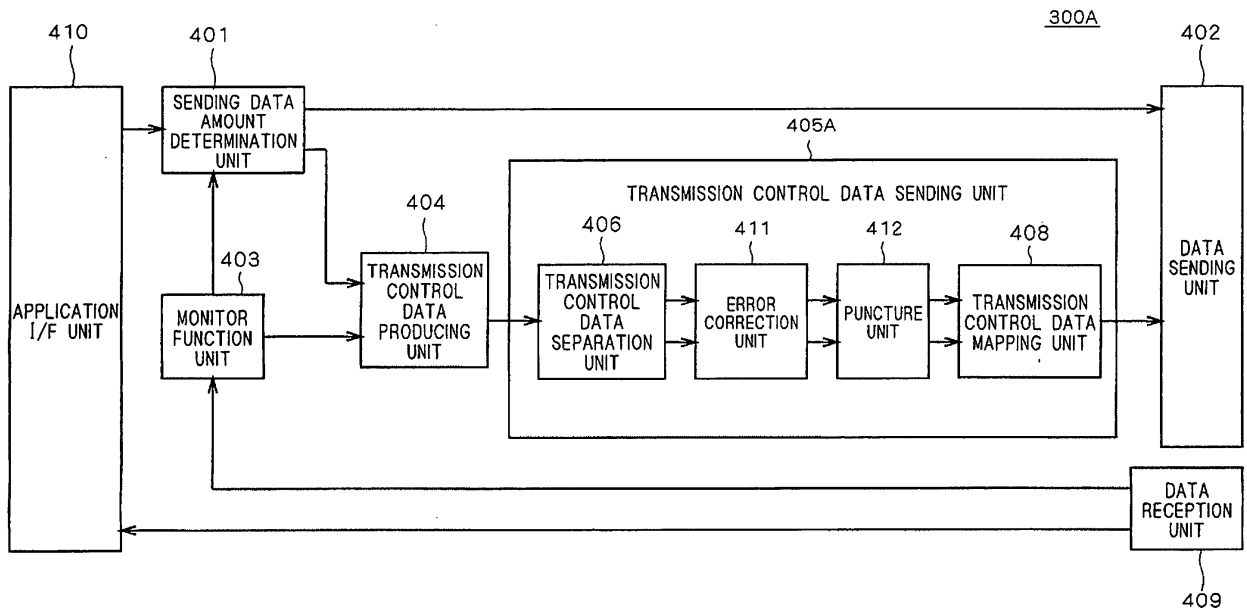 300A
410
401
402
SENDING DATA
AMOUNT
DETERMINATION
UNIT
405A
TRANSMISSION CONTROL DATA SENDING UNIT
404
406
411
412
408
403
APPLICATION
I/F UNIT
MONITOR
FUNCTION
UNIT
TRANSMISSION
CONTROL
DATA
PRODUCING
UNIT
TRANSMISSION
CONTROL
DATA
SEPARATION
UNIT
ERROR
CORRECTION
UNIT
PUNCTURE
UNIT
TRANSMISSION
CONTROL DATA
MAPPING UNIT
DATA
SENDING
UNIT
DATA
RECEPTION
UNIT
409